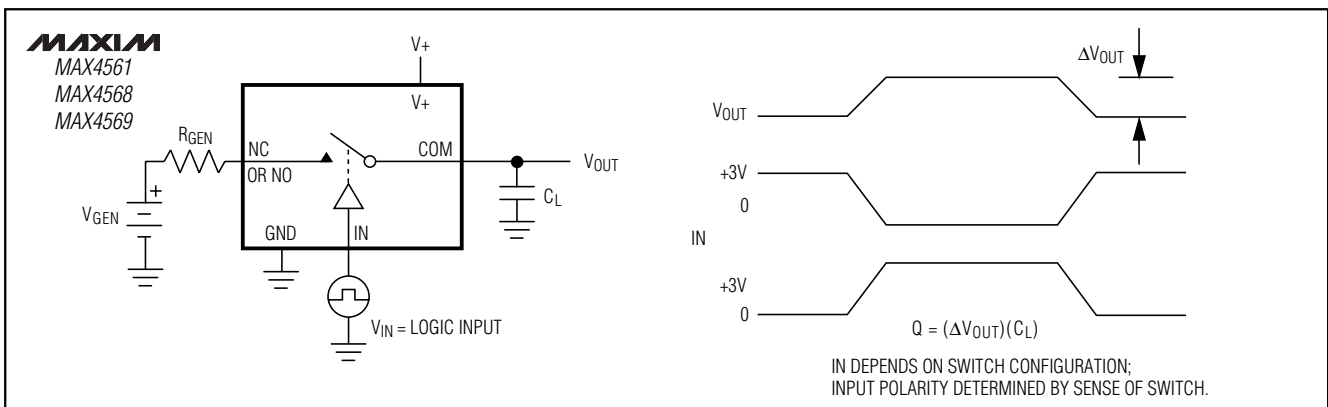 MAXIM
MAX4561
MAX4568
MAX4569
V+
V+
RGEN
NC
OR NO
COM
VOUT
CL
VGEN
+
GND
IN
VIN = LOGIC INPUT
ΔVOUT
VOUT
+3V
0
IN
+3V
0
Q = (ΔVOUT)(CL)
IN DEPENDS ON SWITCH CONFIGURATION;
INPUT POLARITY DETERMINED BY SENSE OF SWITCH.